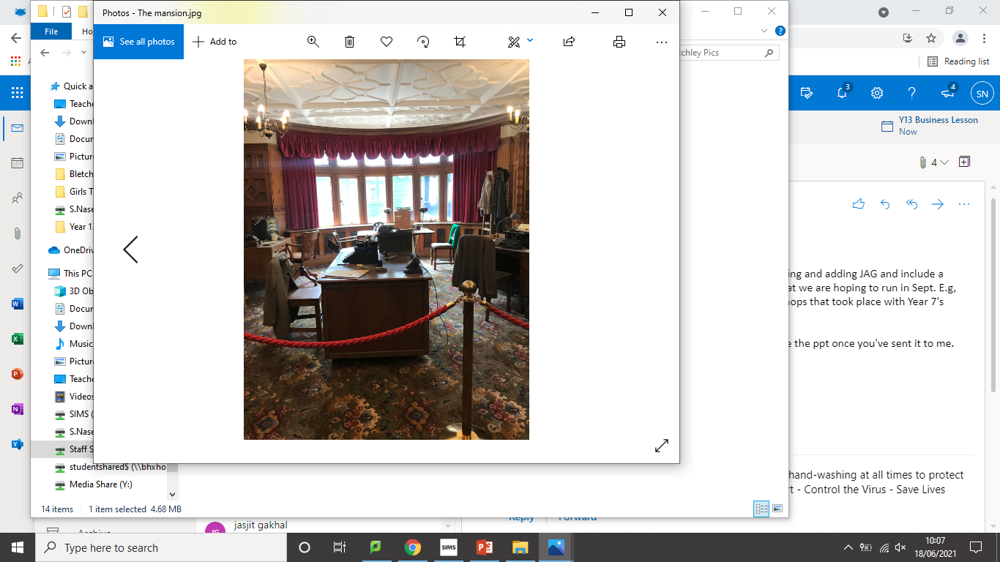 Photos - The mansion.jpg
See all photos
Add to
File
Ho
tchley Pics
Reading list
Quick a
Teache
Downl
Docur
Picture
Bletch
Girls T
S.Nase
Year 13
OneDriv
This PC
3D Ob
Docur
Downl
Music
Picture
Teache
Videos
SIMS (
S.Nase
Staff S
studentshared$ (\\bhxho
Media Share (Y:)
14 items
1 item selected 4.68 MB
3
4
SN
Y13 Business Lesson
Now
4
ing and adding JAG and include a
at we are hoping to run in Sept. E.g,
hops that took place with Year 7's
e the ppt once you've sent it to me.
hand-washing at all times to protect
rt - Control the Virus - Save Lives
Reply
Forward
Archive
JG
jasjit gakhal
Type here to search
SIMS
10:07
18/06/2021